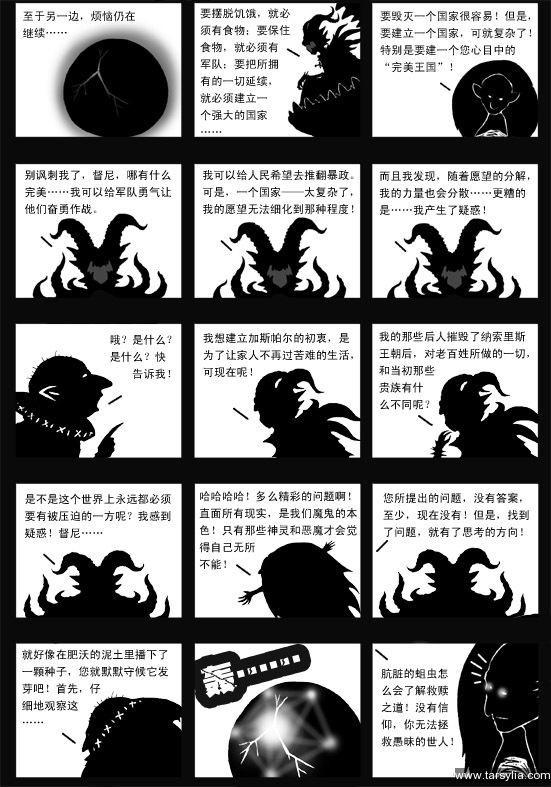 至于另一边，烦恼仍在
继续……
要摆脱饥饿，就必
须有食物；要保住
食物，就必须有
军队；要把所拥
有的一切延续，
就必须建立一
个强大的国家
……
要毁灭一个国家很容易！但是，
要建立一个国家，可就复杂了！
特别是要建一个您心目中的
“完美王国”！
别讽刺我了，督尼，哪有什么
完美……我可以给军队勇气让
他们奋勇作战。
我可以给人民希望去推翻暴政。
可是，一个国家——太复杂了，
我的愿望无法细化到那种程度！
而且我发现，随着愿望的分解，
我的力量也会分散……更糟的
是……我产生了疑惑！
哦？是什么？
是什么？快
告诉我！
我想建立加斯帕尔的初衷，是
为了让家人不再过苦难的生活，
可现在呢！
我的那些后人摧毁了纳索里斯
王朝后，对老百姓所做的一切，
和当初那些
贵族有什
么不同呢？
是不是这个世界上永远都必须
要有被压迫的一方呢？我感到
疑惑！督尼……
哈哈哈哈！多么精彩的问题啊！
直面所有现实，是我们魔鬼的本
色！只有那些神灵和恶魔才会觉
得自己无所
不能！
您所提出的问题，没有答案，
至少，现在没有！但是，找到
了问题，就有了思考的方向！
就好像在肥沃的泥土里播下了
一颗种子，您就默默守候它发
芽吧！首先，仔
细地观察这
……
轰……
肮脏的蛆虫怎
么会了解救赎
之道！没有信
仰，你无法拯
救愚昧的世人！
www.tarsylia.com